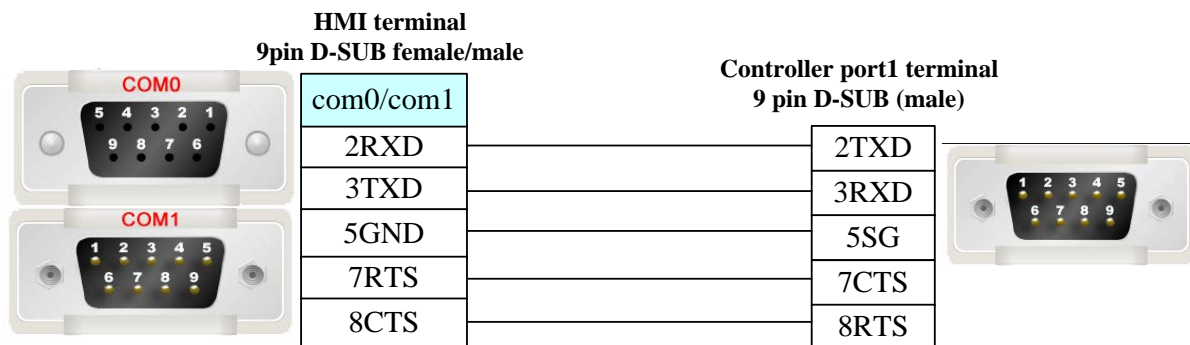 HMI terminal
9pin D-SUB female/male
Controller port1 terminal
9 pin D-SUB (male)
COM0
5 4 3 2 1
9 8 7 6
com0/com1
2RXD
3TXD
5GND
7RTS
8CTS
2TXD
3RXD
5SG
7CTS
8RTS
1 2 3 4 5
6 7 8 9
COM1
1 2 3 4 5
6 7 8 9